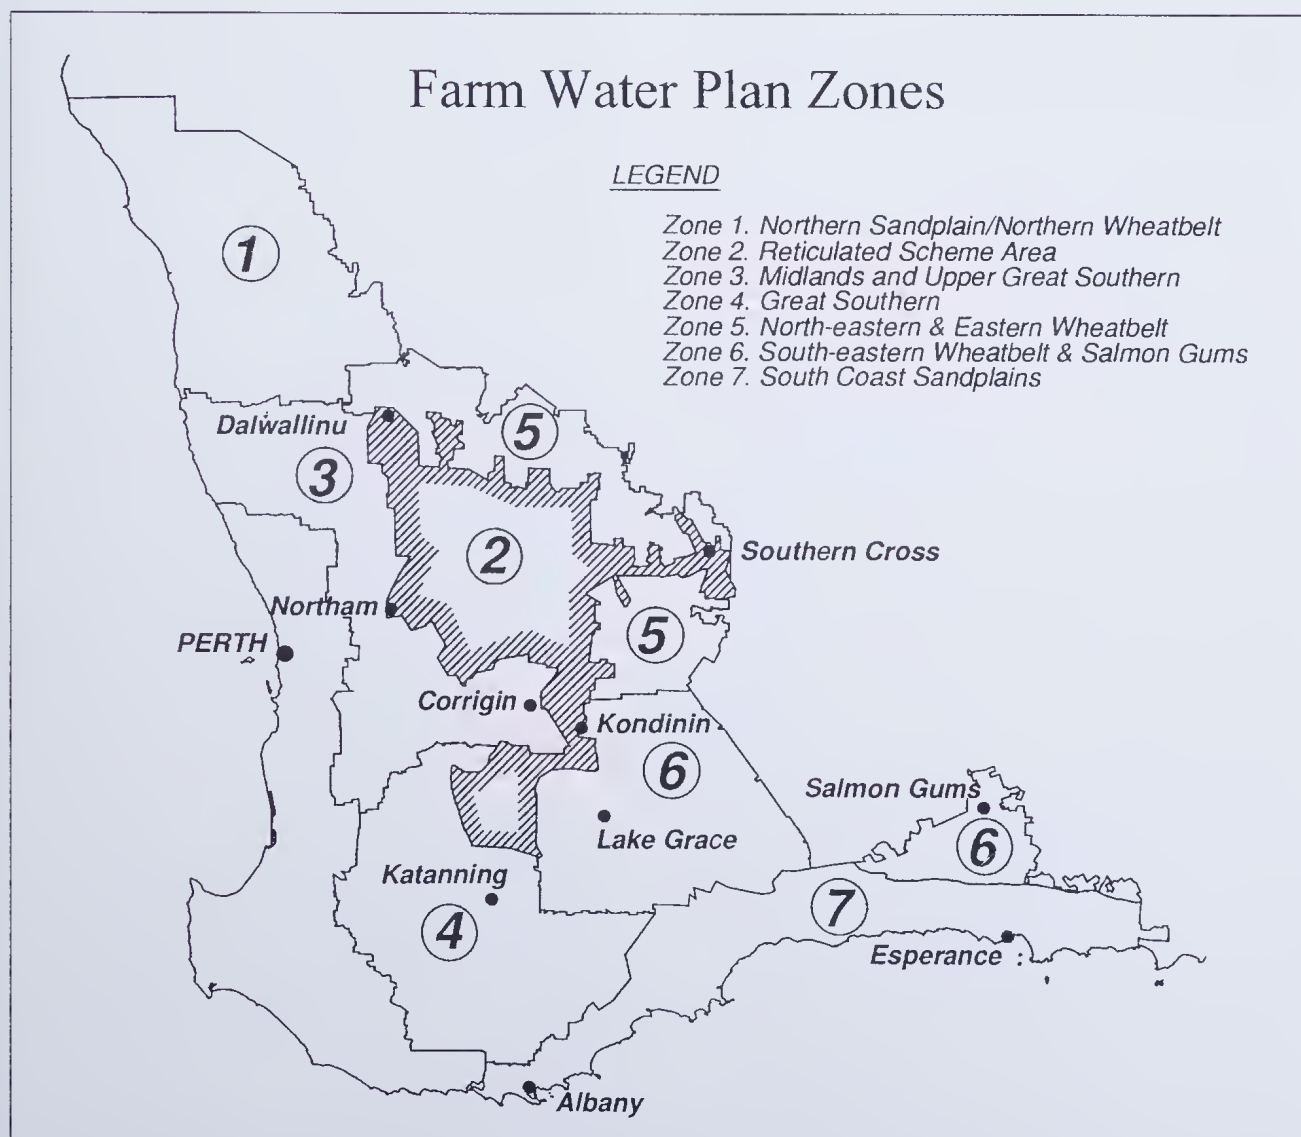 Farm Water Plan Zones
LEGEND
Zone 1. Northern Sandplain/Northern Wheatbelt
Zone 2. Reticulated Scheme Area
Zone 3. Midlands and Upper Great Southern
Zone 4. Great Southern
Zone 5. North-eastern & Eastern Wheatbelt
Zone 6. South-eastern Wheatbelt & Salmon Gums
Zone 7. South Coast Sandplains
1
Dalwallinu
5
3
2
Southern Cross
Northam
PERTH
5
Corrigin
Kondinin
6
Salmon Gums
Lake Grace
6
Katanning
4
7
Esperance
Albany